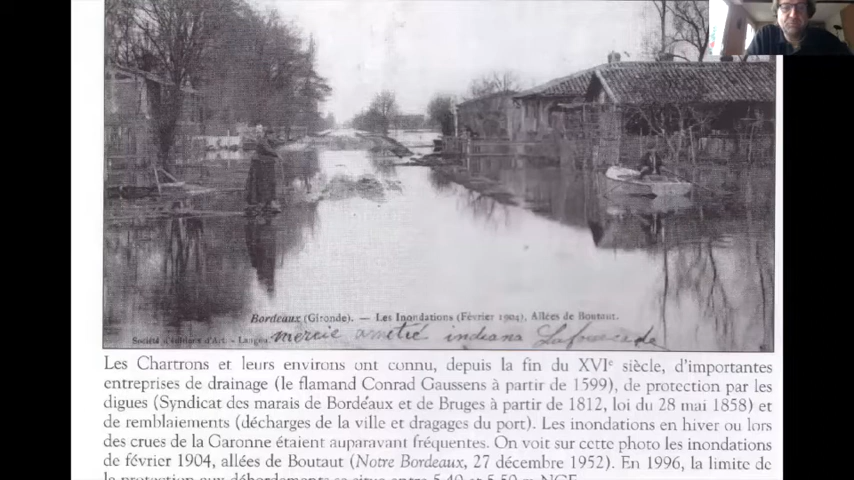 Bordeaux (Gironde). — Les Inondations (Février 1904), Allées de Boutaut.
mercie amitié indiana
Les Chartrons et leurs environs ont connu, depuis la fin du XVIe siècle, d'importantes
entreprises de drainage (le flamand Conrad Gaussens à partir de 1599), de protection par les
digues (Syndicat des marais de Bordeaux et de Bruges à partir de 1812, loi du 28 mai 1858) et
de remblaiements (décharges de la ville et dragages du port). Les inondations en hiver ou lors
des crues de la Garonne étaient auparavant fréquentes. On voit sur cette photo les inondations
de février 1904, allées de Boutaut (Notre Bordeaux, 27 décembre 1952). En 1996, la limite de